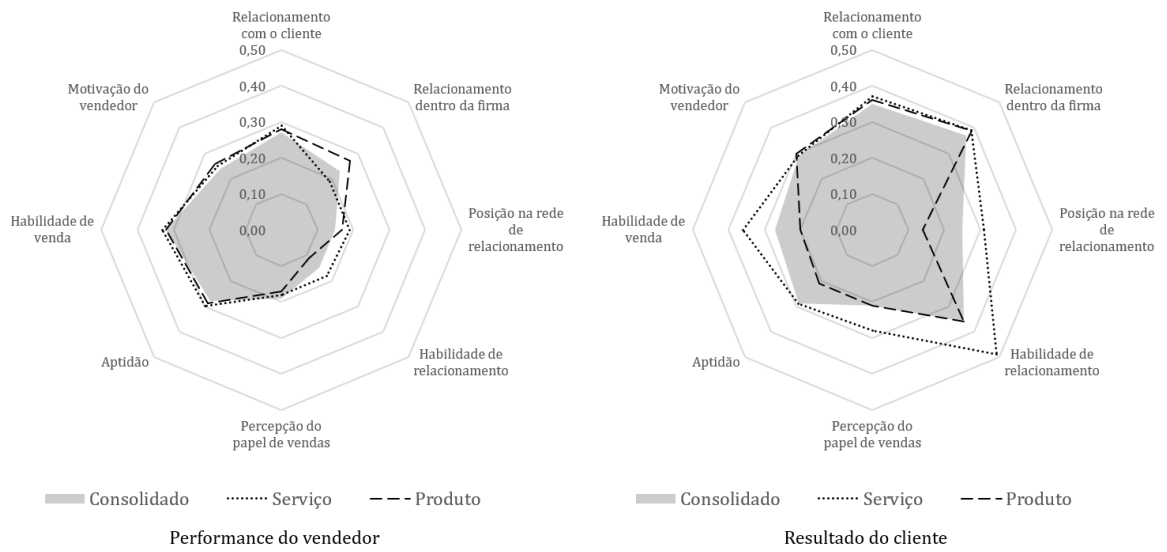 Relacionamento
com o cliente
0,50
0,40
0,30
0,20
0,10
0,00
Relacionamento
dentro da firma
Posição na rede
de
relacionamento
Habilidade de
relacionamento
Percepção do
papel de vendas
Aptidão
Habilidade de
venda
Motivação do
vendedor
Consolidado
Serviço
Produto
Performance do vendedor
Relacionamento
com o cliente
0,50
0,40
0,30
0,20
0,10
0,00
Relacionamento
dentro da firma
Posição na rede
de
relacionamento
Habilidade de
relacionamento
Percepção do
papel de vendas
Aptidão
Habilidade de
venda
Motivação do
vendedor
Consolidado
Serviço
Produto
Resultado do cliente